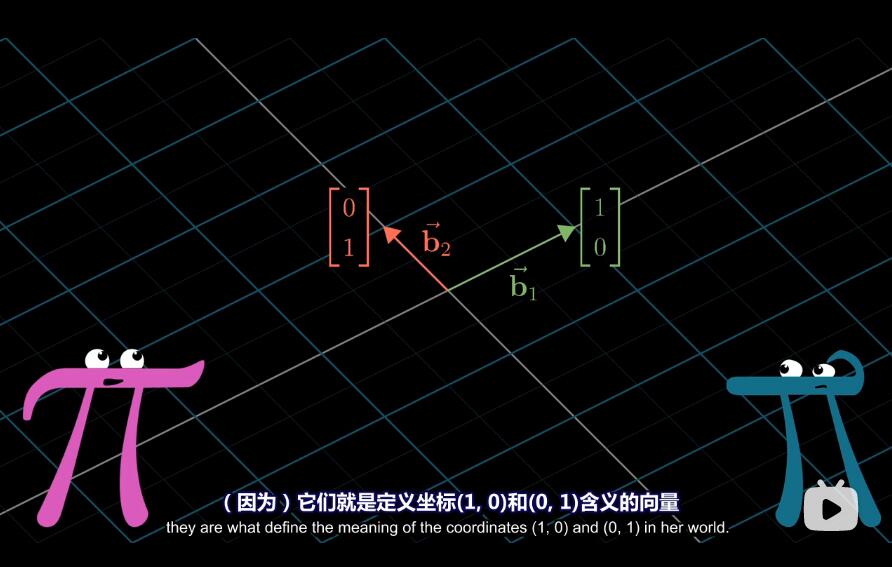 [0 1]
b⃗₂
[1 0]
b⃗₁
（因为）它们就是定义坐标(1, 0)和(0, 1)含义的向量
they are what define the meaning of the coordinates (1, 0) and (0, 1) in her world.